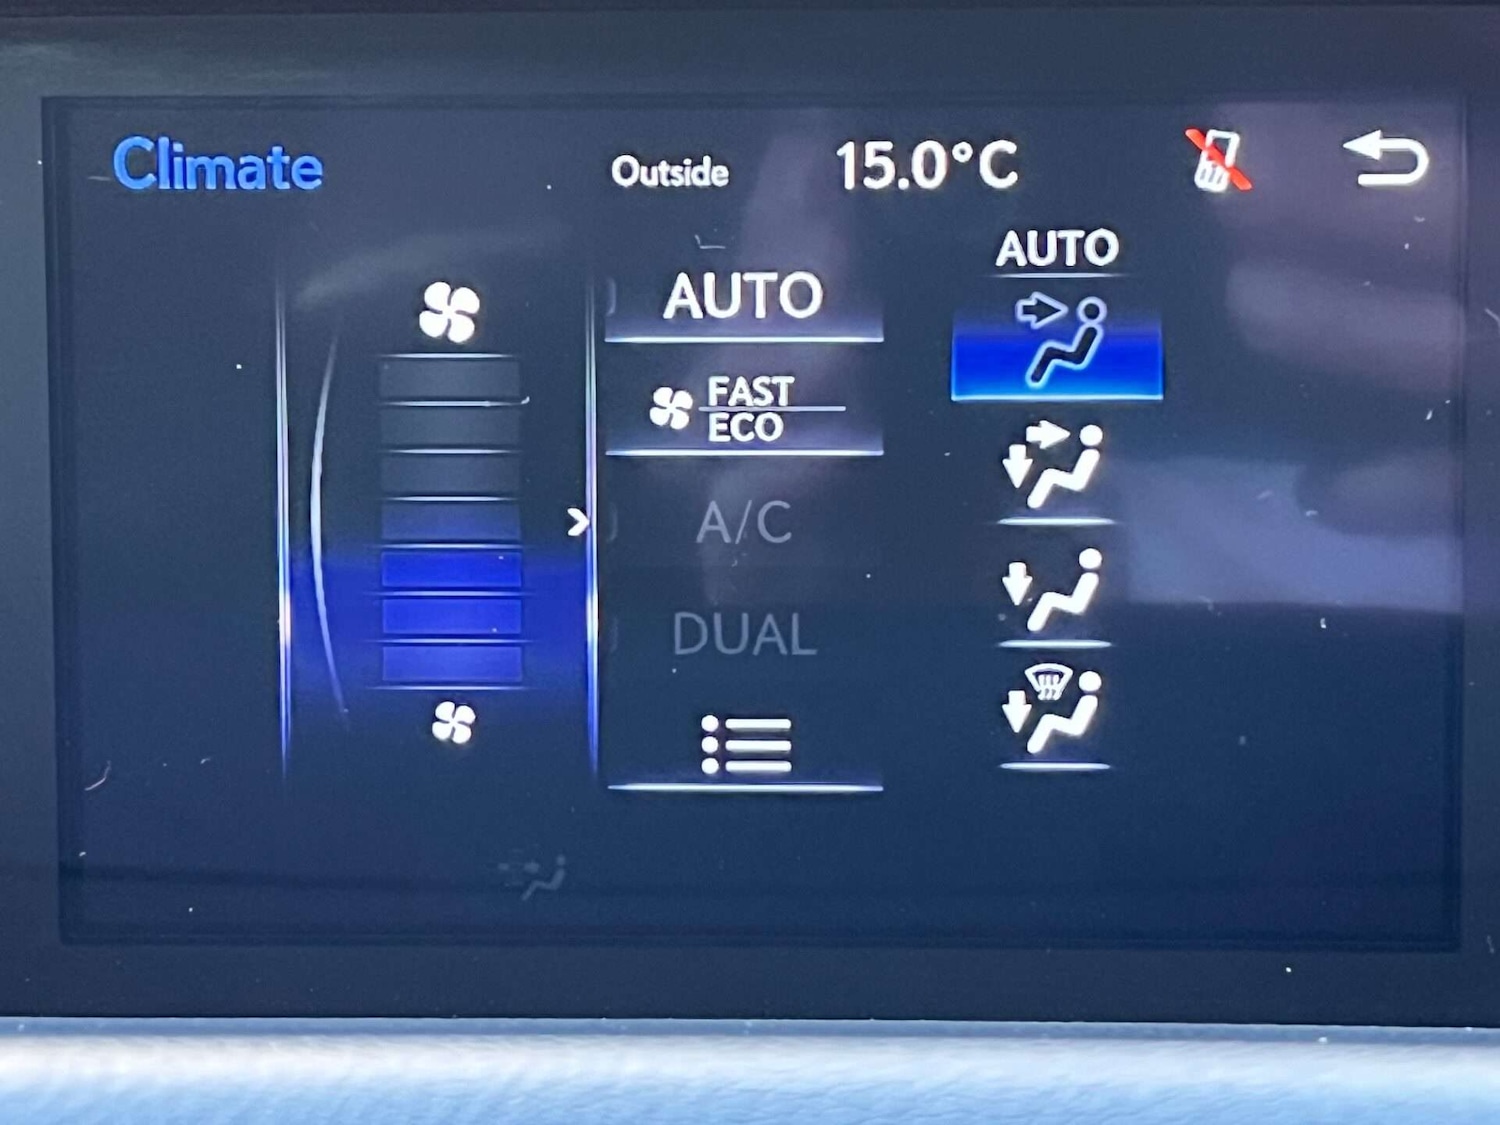 Climate
Outside 15.0°C
AUTO
AUTO
FAST
ECO
A/C
DUAL